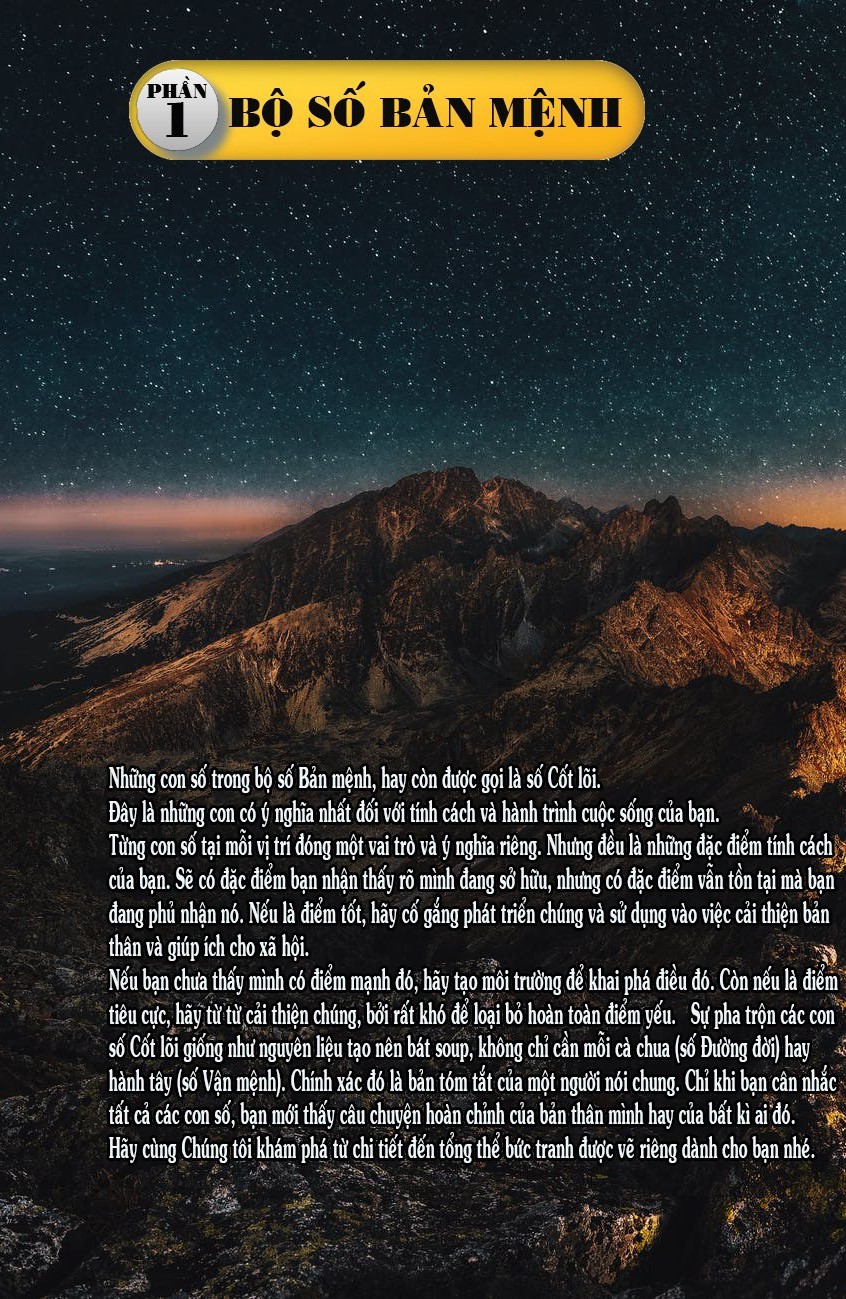 PHẦN
1
BỘ SỐ BẢN MỆNH
Những con số trong bộ số Bản mệnh, hay còn được gọi là số Cốt lõi.
Đây là những con có ý nghĩa nhất đối với tính cách và hành trình cuộc sống của bạn.
Từng con số tại mỗi vị trí đóng một vai trò và ý nghĩa riêng. Nhưng đều là những đặc điểm tính cách
của bạn. Sẽ có đặc điểm bạn nhận thấy rõ mình đang sở hữu, nhưng có đặc điểm vẫn tồn tại mà bạn
đang phủ nhận nó. Nếu là điểm tốt, hãy cố gắng phát triển chúng và sử dụng vào việc cải thiện bản
thân và giúp ích cho xã hội.
Nếu bạn chưa thấy mình có điểm mạnh đó, hãy tạo môi trường để khai phá điều đó. Còn nếu là điểm
tiêu cực, hãy từ từ cải thiện chúng, bởi rất khó để loại bỏ hoàn toàn điểm yếu. Sự pha trộn các con
số Cốt lõi giống như nguyên liệu tạo nên bát soup, không chỉ cần mỗi cà chua (số Đường đời) hay
hành tây (số Vận mệnh). Chính xác đó là bản tóm tắt của một người nói chung. Chỉ khi bạn cân nhắc
tất cả các con số, bạn mới thấy câu chuyện hoàn chỉnh của bản thân mình hay của bất kì ai đó.
Hãy cùng Chúng tôi khám phá từ chi tiết đến tổng thể bức tranh được vẽ riêng dành cho bạn nhé.